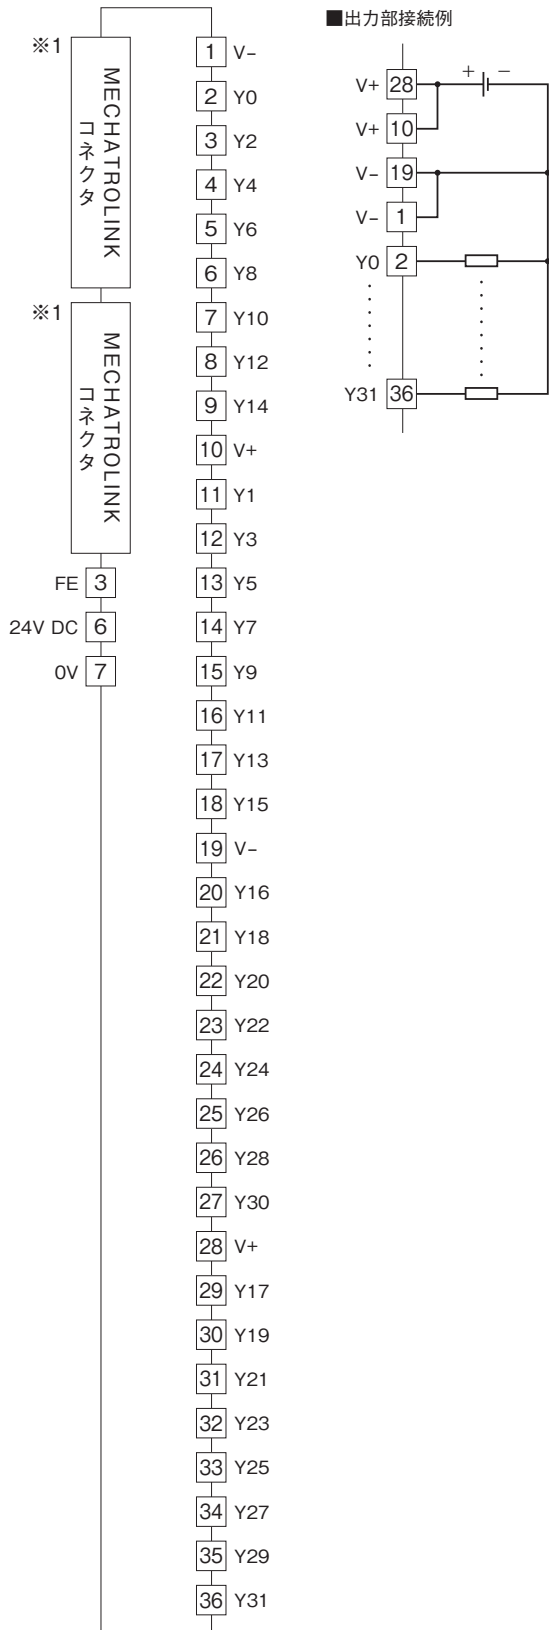 ※1
MECHATROLINK
コネクタ
※1
MECHATROLINK
コネクタ
FE 3
24V DC 6
0V 7
1 V−
2 Y0
3 Y2
4 Y4
5 Y6
6 Y8
7 Y10
8 Y12
9 Y14
10 V+
11 Y1
12 Y3
13 Y5
14 Y7
15 Y9
16 Y11
17 Y13
18 Y15
19 V−
20 Y16
21 Y18
22 Y20
23 Y22
24 Y24
25 Y26
26 Y28
27 Y30
28 V+
29 Y17
30 Y19
31 Y21
32 Y23
33 Y25
34 Y27
35 Y29
36 Y31
■出力部接続例
V+ 28 + −
V+ 10
V− 19
V− 1
Y0 2
Y31 36